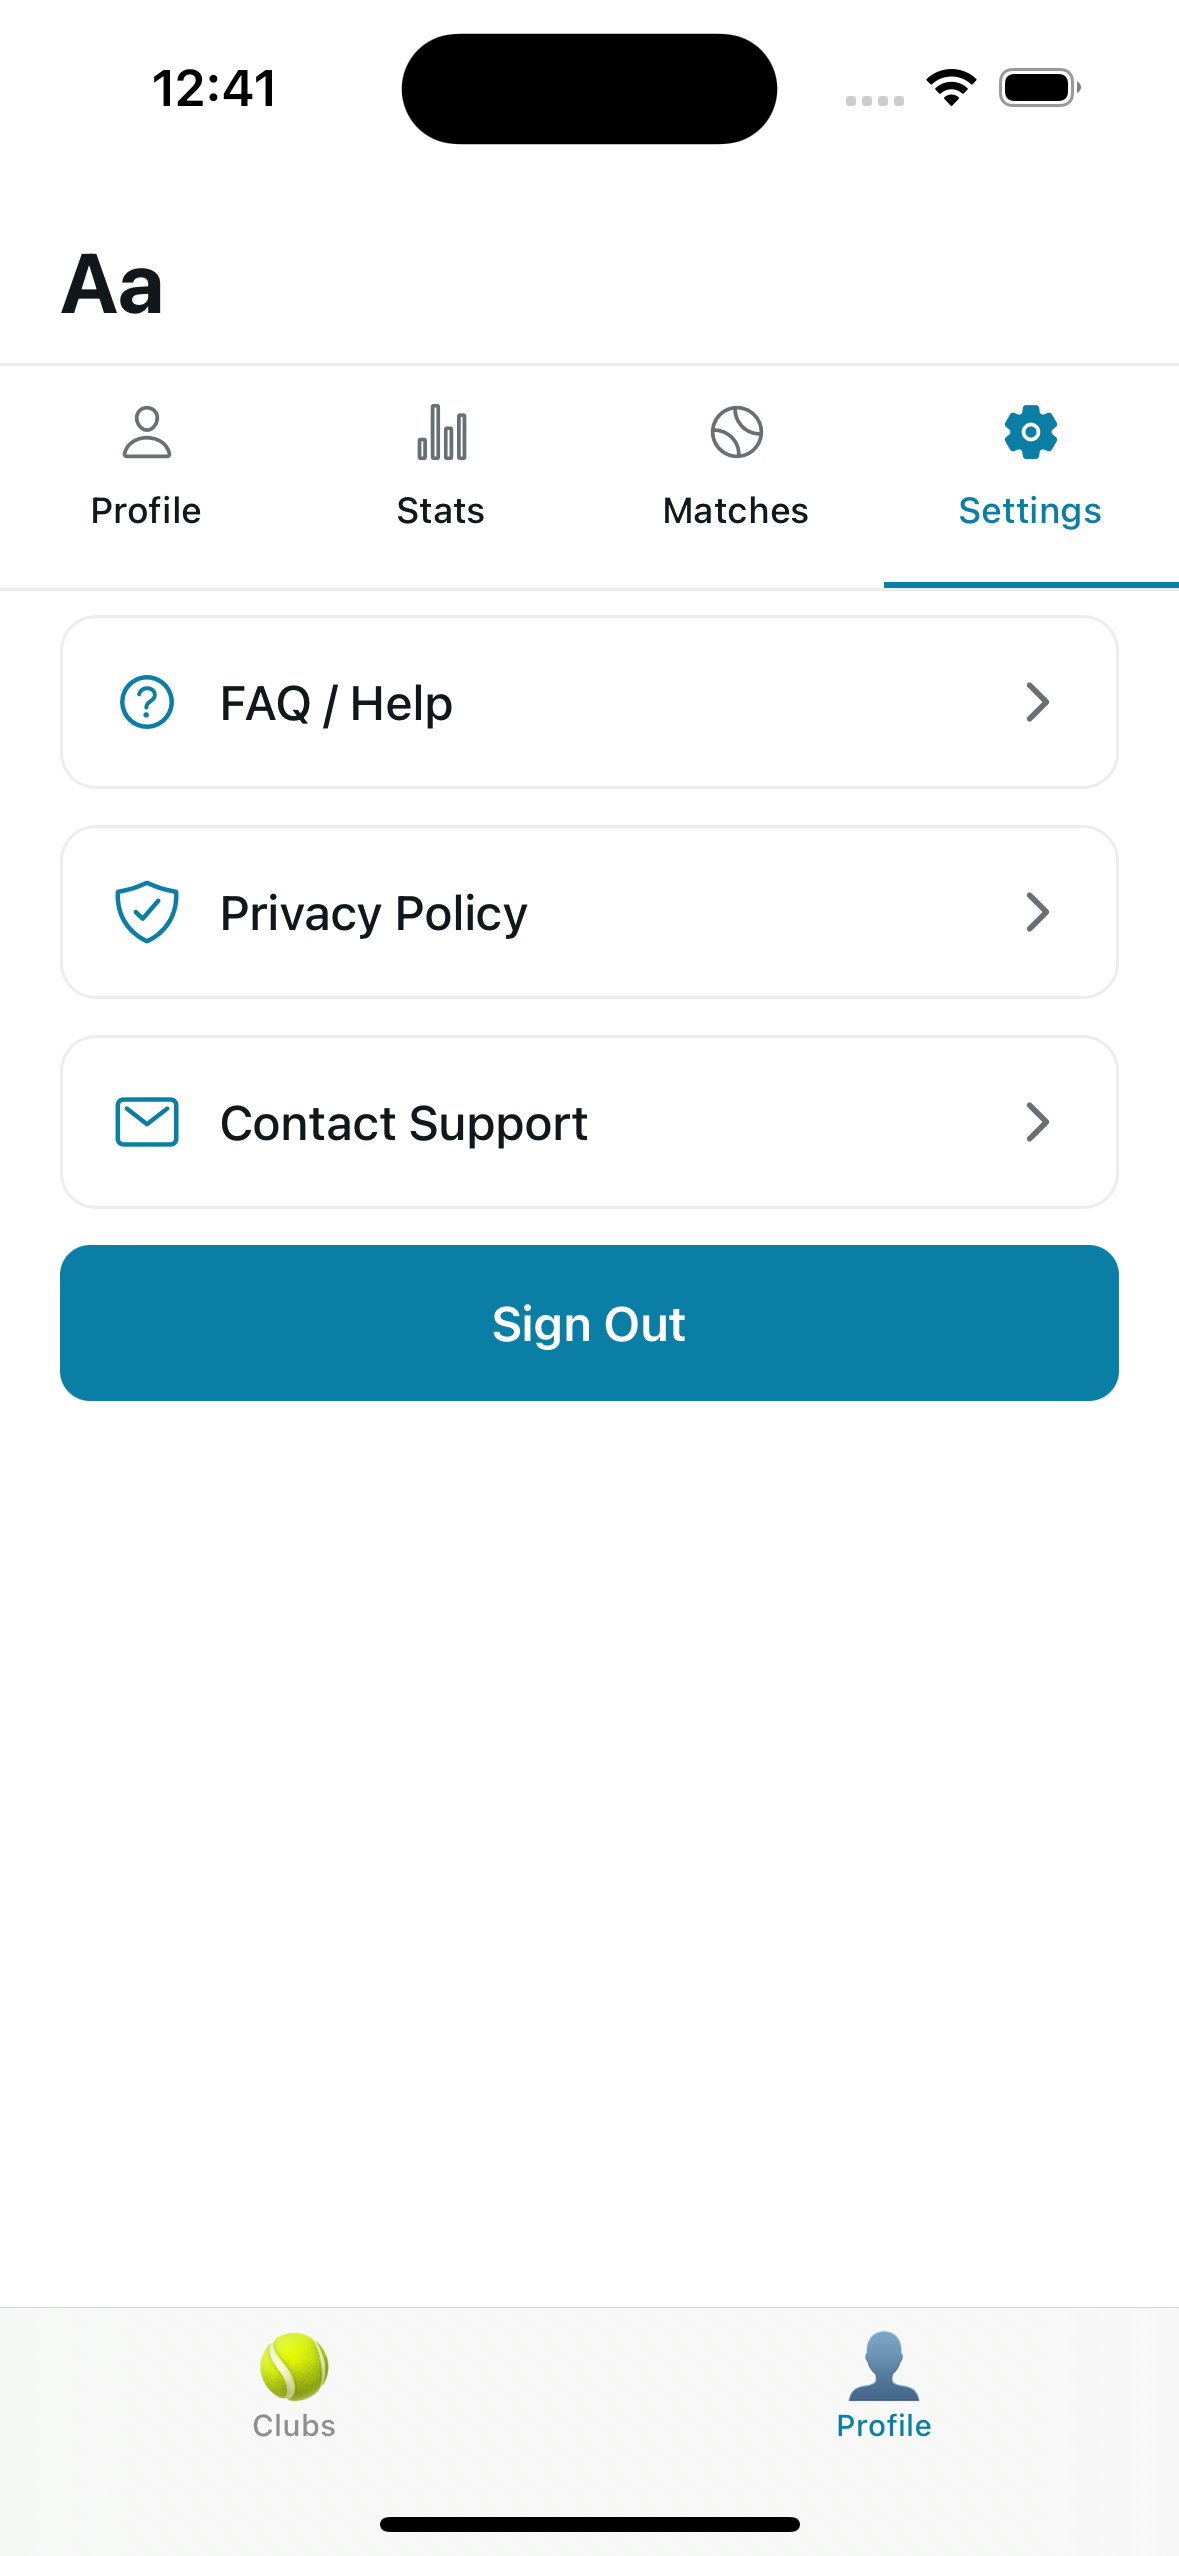 12:41
Aa
Profile
Stats
Matches
Settings
FAQ / Help
Privacy Policy
Contact Support
Sign Out
Clubs
Profile